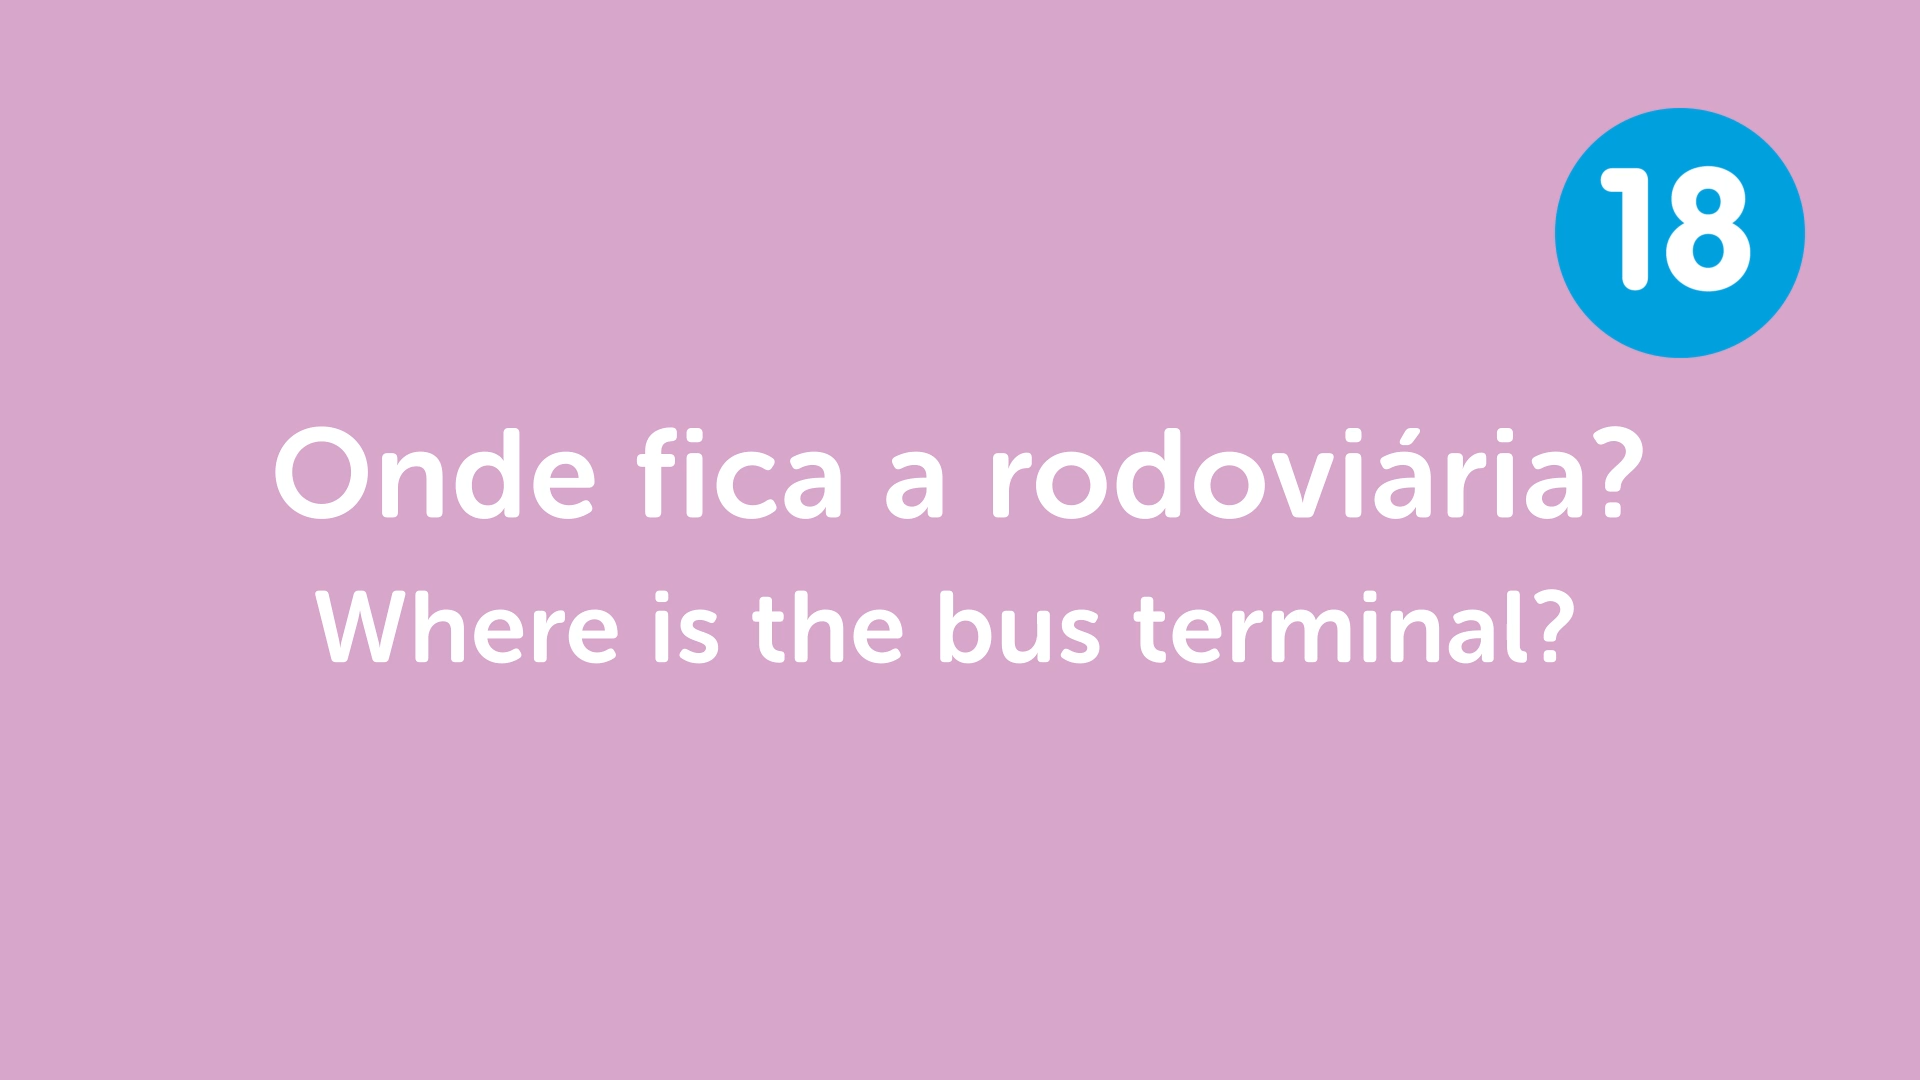 18
Onde fica a rodoviária?
Where is the bus terminal?